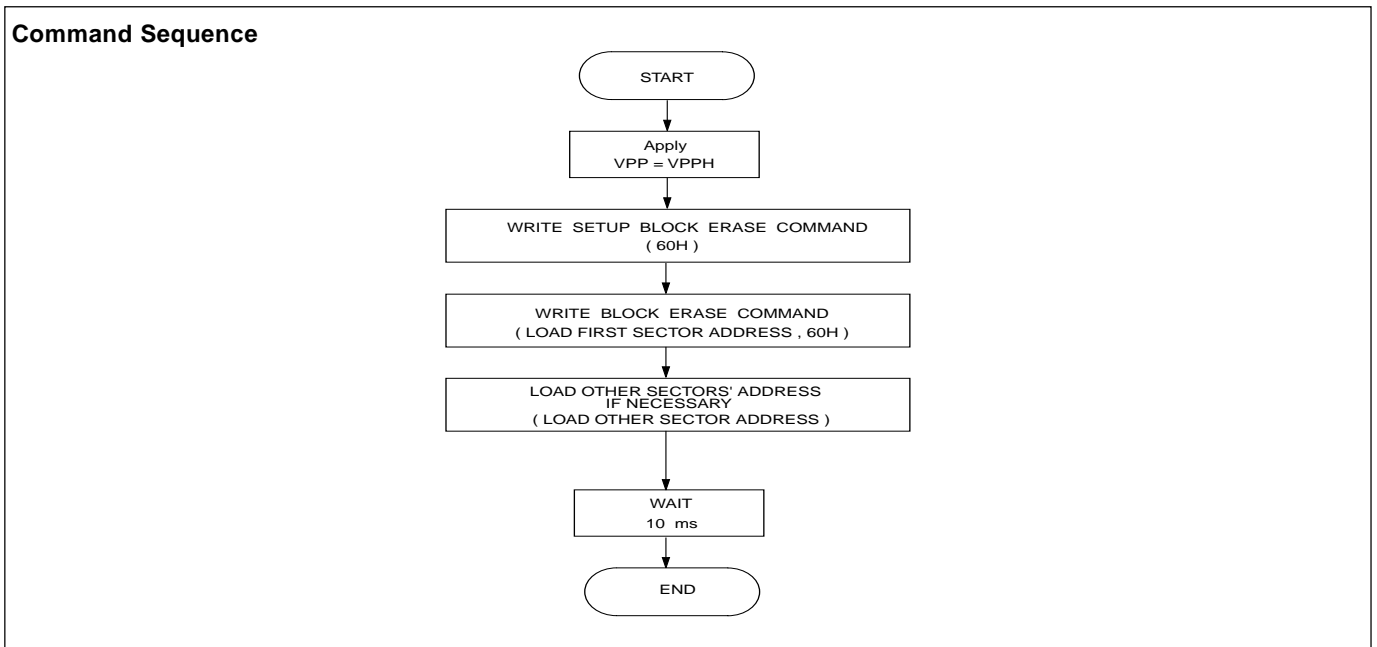 Command Sequence
START
Apply
VPP = VPPH
WRITE SETUP BLOCK ERASE COMMAND
( 60H )
WRITE BLOCK ERASE COMMAND
( LOAD FIRST SECTOR ADDRESS , 60H )
LOAD OTHER SECTORS' ADDRESS
IF NECESSARY
( LOAD OTHER SECTOR ADDRESS )
WAIT
10 ms
END